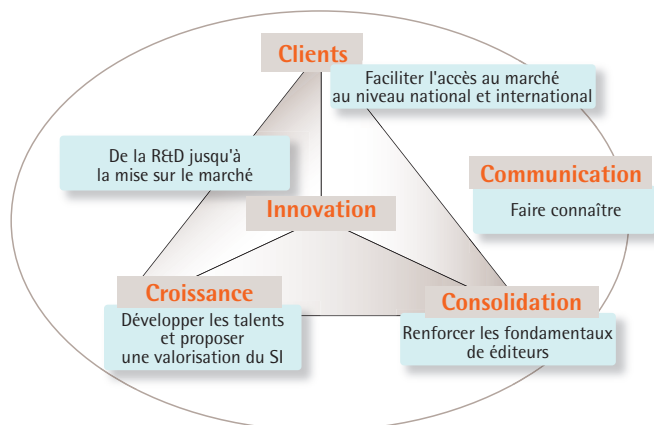 Clients
Faciliter l'accès au marché
au niveau national et international
De la R&D jusqu'à
la mise sur le marché
Communication
Faire connaître
Innovation
Croissance
Développer les talents
et proposer
une valorisation du SI
Consolidation
Renforcer les fondamentaux
de éditeurs